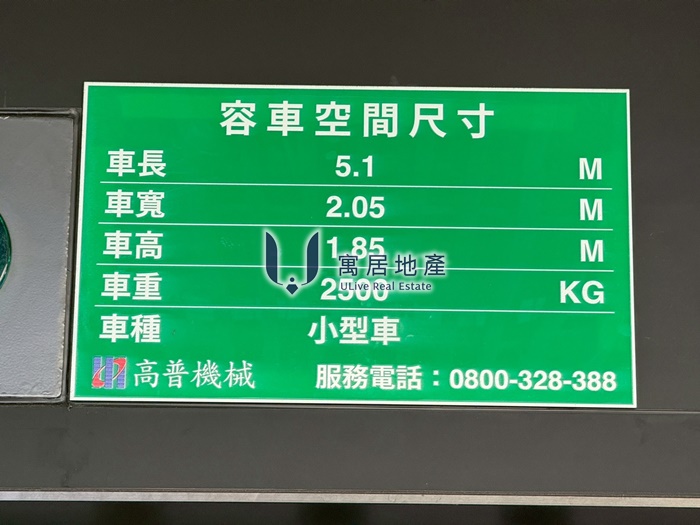 容車空間尺寸
車長 5.1 M
車寬 2.05 M
車高 1.85 M
寓居地產
ULive Real Estate
車重 2500 KG
車種 小型車
高普機械 服務電話：0800-328-388